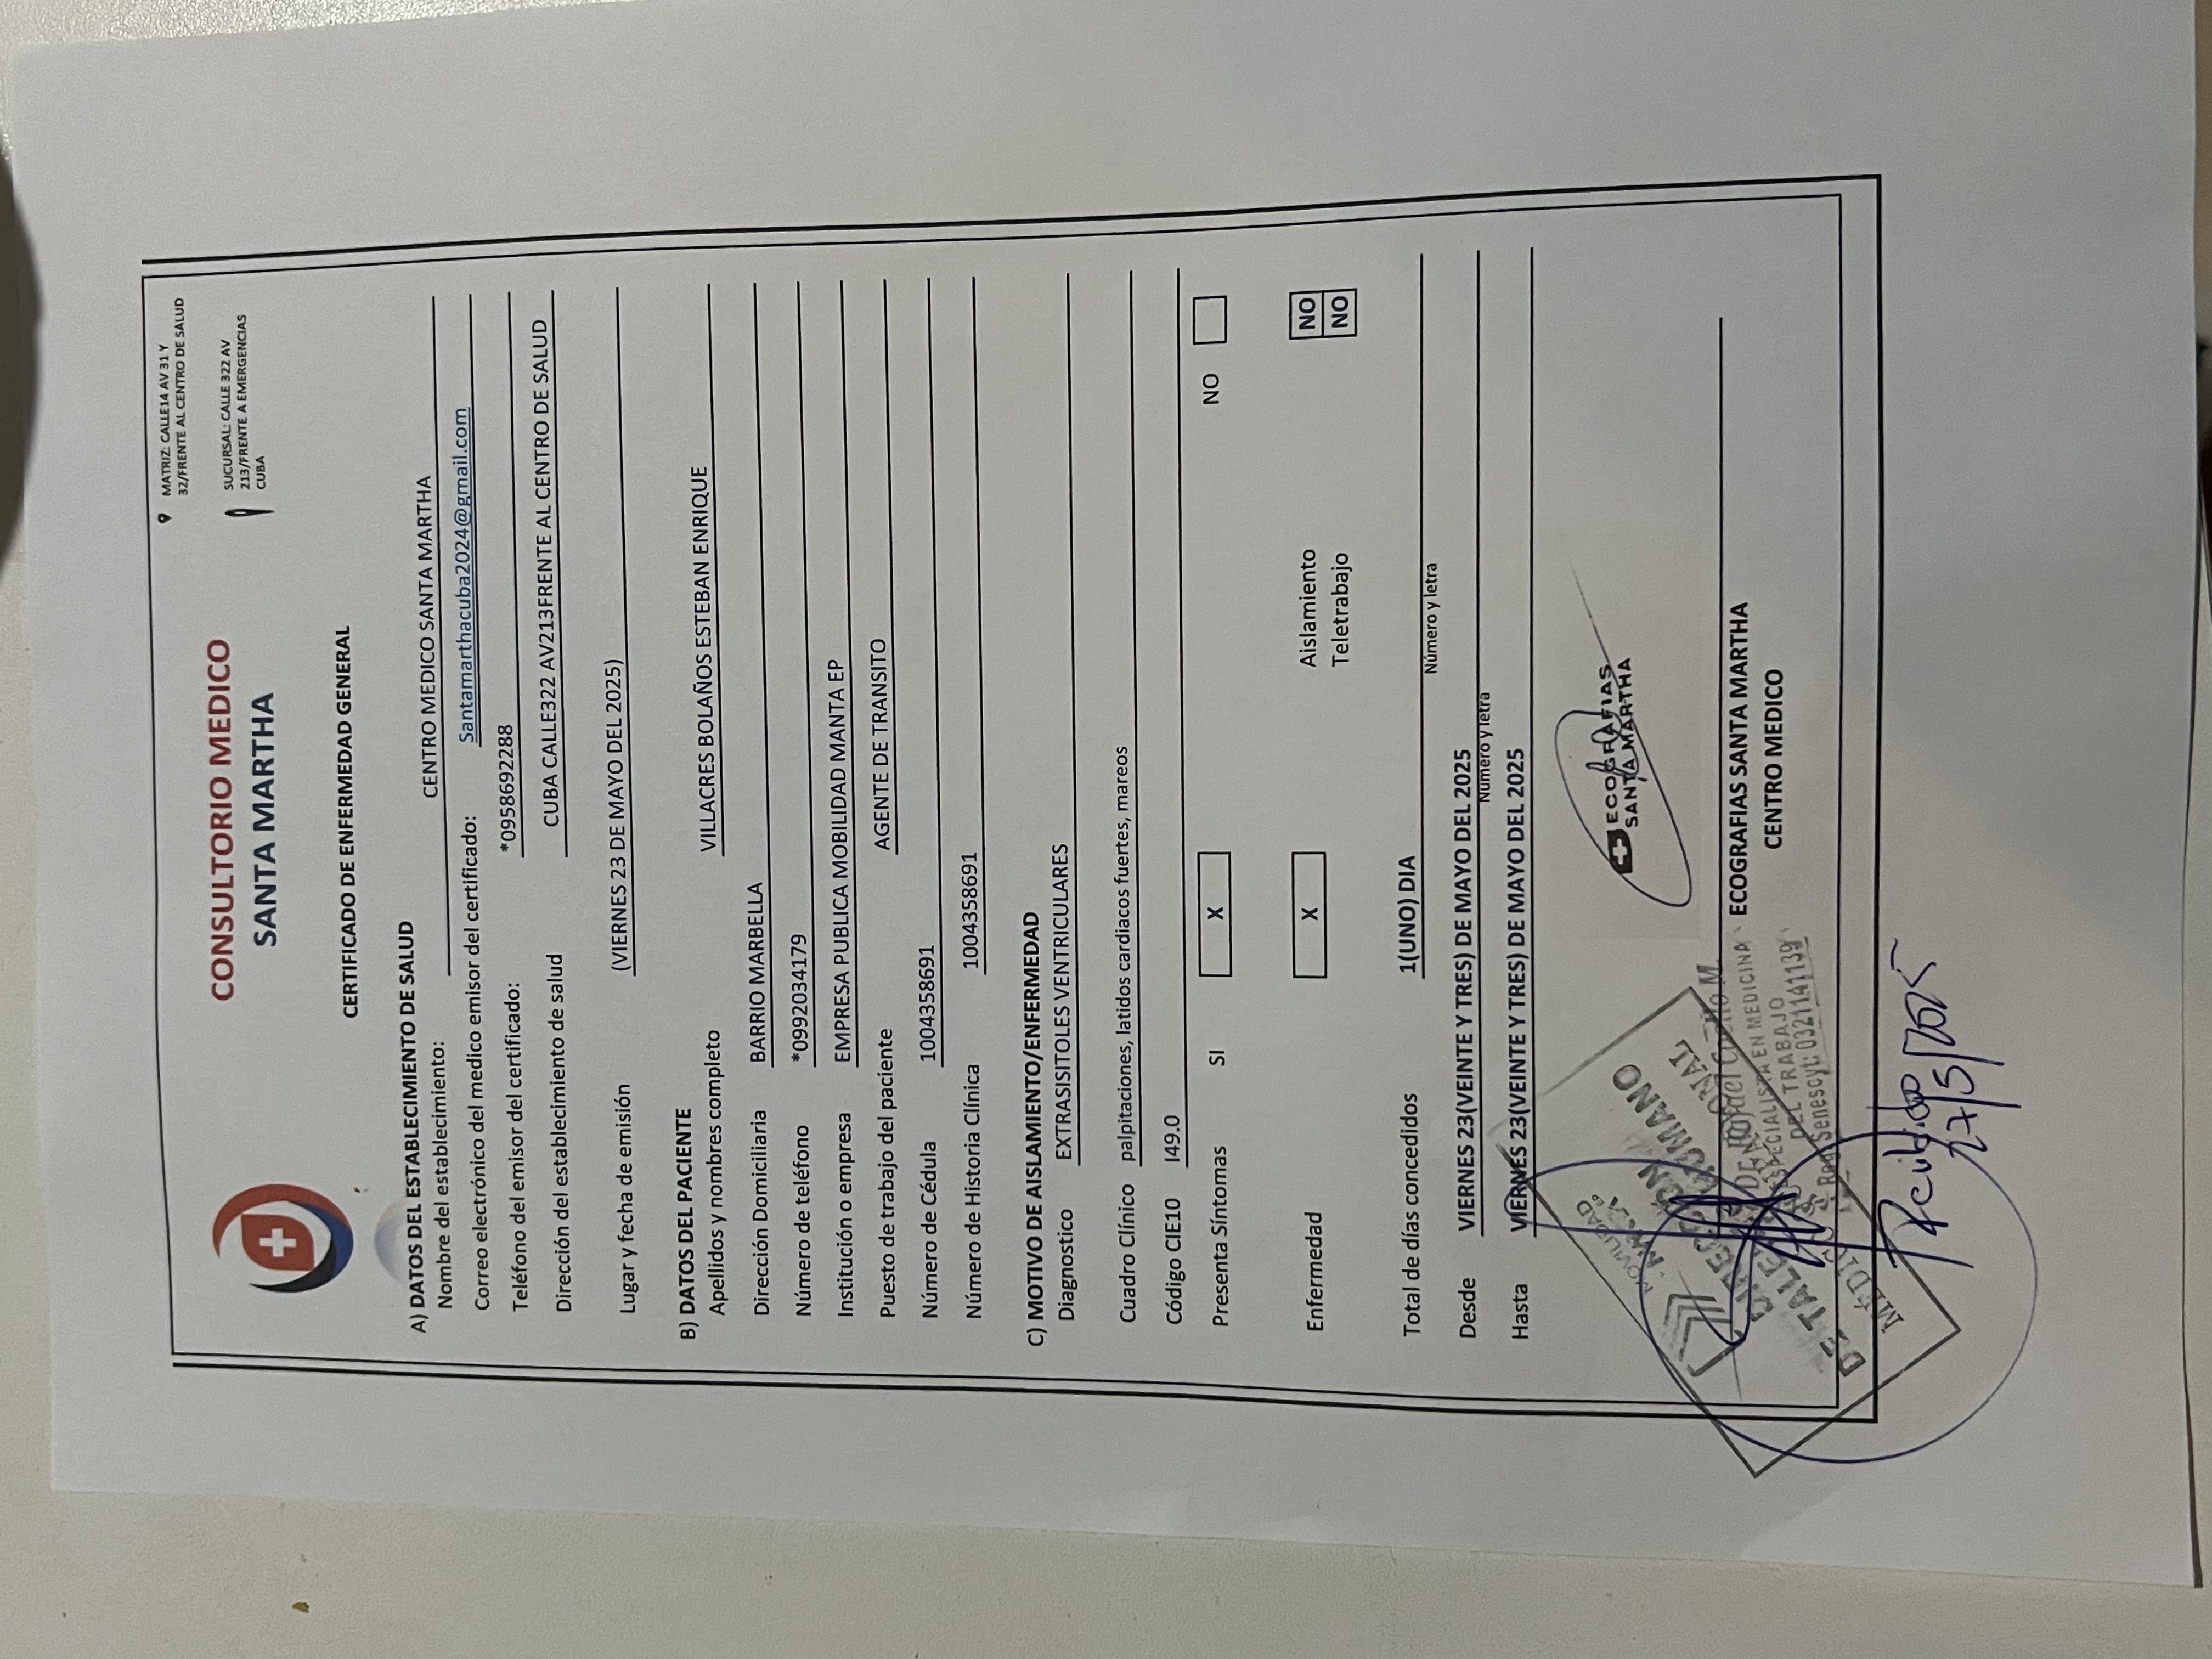 MATRIZ: CALLE14 AV 31 Y
32/FRENTE AL CENTRO DE SALUD
SUCURSAL: CALLE 322 AV
213/FRENTE A EMERGENCIAS
CUBA
CONSULTORIO MEDICO
SANTA MARTHA
CERTIFICADO DE ENFERMEDAD GENERAL
A) DATOS DEL ESTABLECIMIENTO DE SALUD
Nombre del establecimiento: CENTRO MEDICO SANTA MARTHA
Correo electrónico del medico emisor del certificado: Santamarthacuba2024@gmail.com
Teléfono del emisor del certificado: *0958692288
Dirección del establecimiento de salud CUBA CALLE322 AV213FRENTE AL CENTRO DE SALUD
Lugar y fecha de emisión (VIERNES 23 DE MAYO DEL 2025)
B) DATOS DEL PACIENTE
Apellidos y nombres completo VILLACRES BOLAÑOS ESTEBAN ENRIQUE
Dirección Domiciliaria BARRIO MARBELLA
Número de teléfono *0992034179
Institución o empresa EMPRESA PUBLICA MOBILIDAD MANTA EP
Puesto de trabajo del paciente AGENTE DE TRANSITO
Número de Cédula 1004358691
Número de Historia Clínica 1004358691
C) MOTIVO DE AISLAMIENTO/ENFERMEDAD
Diagnostico EXTRASISITOLES VENTRICULARES
Cuadro Clínico palpitaciones, latidos cardiacos fuertes, mareos
Código CIE10 I49.0
Presenta Síntomas SI X NO
Enfermedad X Aislamiento NO
Teletrabajo NO
Total de días concedidos 1(UNO) DIA
Número y letra
Desde VIERNES 23(VEINTE Y TRES) DE MAYO DEL 2025
Numero y letra
Hasta VIERNES 23(VEINTE Y TRES) DE MAYO DEL 2025
MOVILIDAD
MANTA EP
DIRECCIÓN
DE TALENTO HUMANO
MÉDICO OCUPACIONAL
Dr. Rafael Coello M.
ESPECIALISTA EN MEDICINA
DEL TRABAJO
Reg. Senescyt: 0321141139
ECOGRAFIAS
SANTA MARTHA
ECOGRAFIAS SANTA MARTHA
CENTRO MEDICO
Recibido
27/5/2025